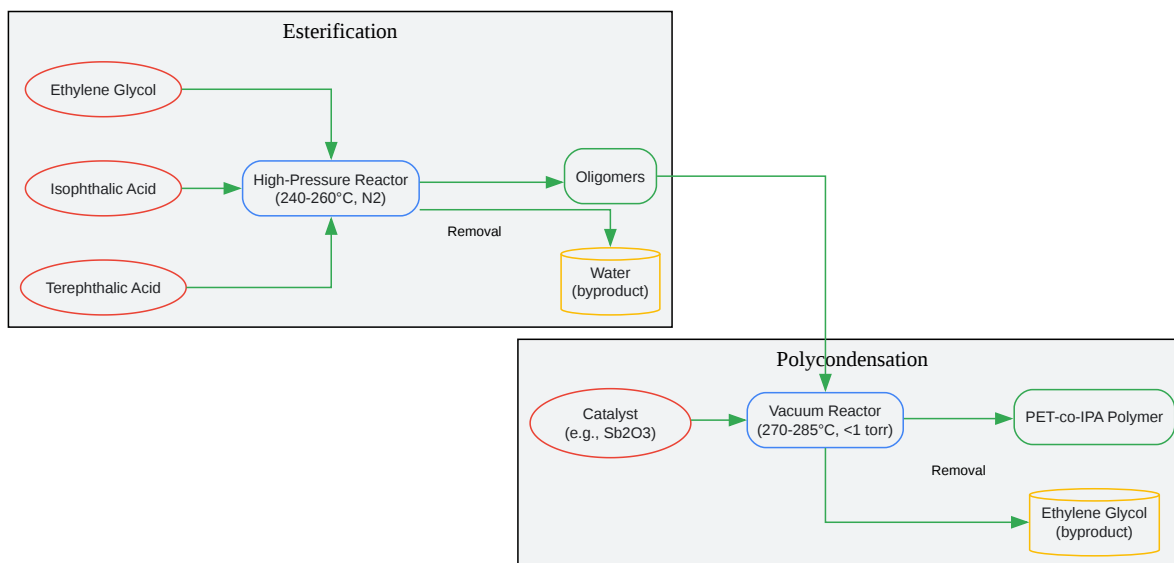 Esterification
Ethylene Glycol
Isophthalic Acid
High-Pressure Reactor
(240-260°C, N2)
Oligomers
Removal
Terephthalic Acid
Water
(byproduct)
Polycondensation
Catalyst
(e.g., Sb2O3)
Vacuum Reactor
(270-285°C, <1 torr)
PET-co-IPA Polymer
Removal
Ethylene Glycol
(byproduct)